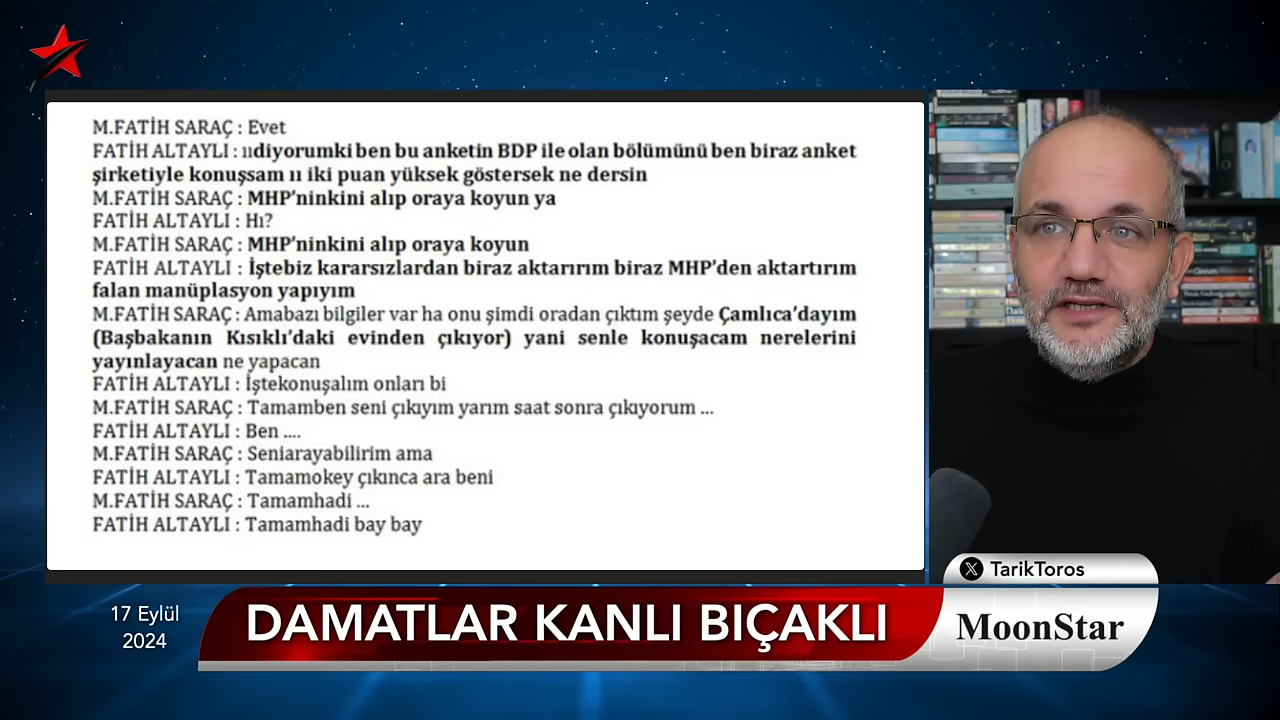 M.FATİH SARAÇ : Evet
FATİH ALTAYLI : ııdiyorumki ben bu anketin BDP ile olan bölümünü ben biraz anket
şirketiyle konuşsam ıı iki puan yüksek göstersek ne dersin
M.FATİH SARAÇ : MHP'ninkini alıp oraya koyun ya
FATİH ALTAYLI : Hı?
M.FATİH SARAÇ : MHP'ninkini alıp oraya koyun
FATİH ALTAYLI : İştebiz kararsızlardan biraz aktarırım biraz MHP'den aktartırım
falan manüplasyon yapıyım
M.FATİH SARAÇ : Amabazı bilgiler var ha onu şimdi oradan çıktım şeyde Çamlıca'dayım
(Başbakanın Kısıklı'daki evinden çıkıyor) yani senle konuşacam nerelerini
yayınlayacan ne yapacan
FATİH ALTAYLI : İştekonuşalım onları bi
M.FATİH SARAÇ : Tamamben seni çıkıyım yarım saat sonra çıkıyorum ...
FATİH ALTAYLI : Ben ....
M.FATİH SARAÇ : Seniarayabilirim ama
FATİH ALTAYLI : Tamamokey çıkınca ara beni
M.FATİH SARAÇ : Tamamhadi ...
FATİH ALTAYLI : Tamamhadi bay bay
X TarikToros
17 Eylül
2024
DAMATLAR KANLI BIÇAKLI
MoonStar